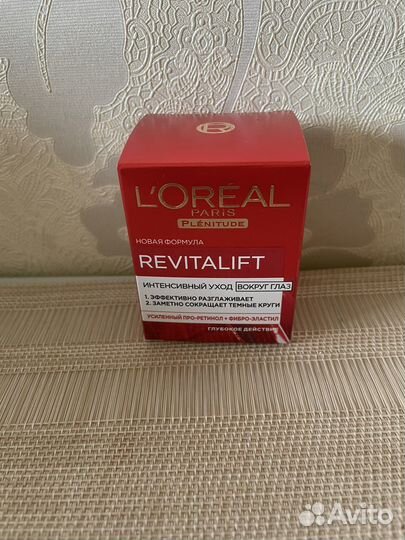 R
L'ORÉAL
PARIS
PLÉNITUDE
НОВАЯ ФОРМУЛА
REVITALIFT
ИНТЕНСИВНЫЙ УХОД ВОКРУГ ГЛАЗ
1. ЭФФЕКТИВНО РАЗГЛАЖИВАЕТ
2. ЗАМЕТНО СОКРАЩАЕТ ТЕМНЫЕ КРУГИ
УСИЛЕННЫЙ ПРО-РЕТИНОЛ + ФИБРО-ЭЛАСТИЛ
ГЛУБОКОЕ ДЕЙСТВИЕ
Avito